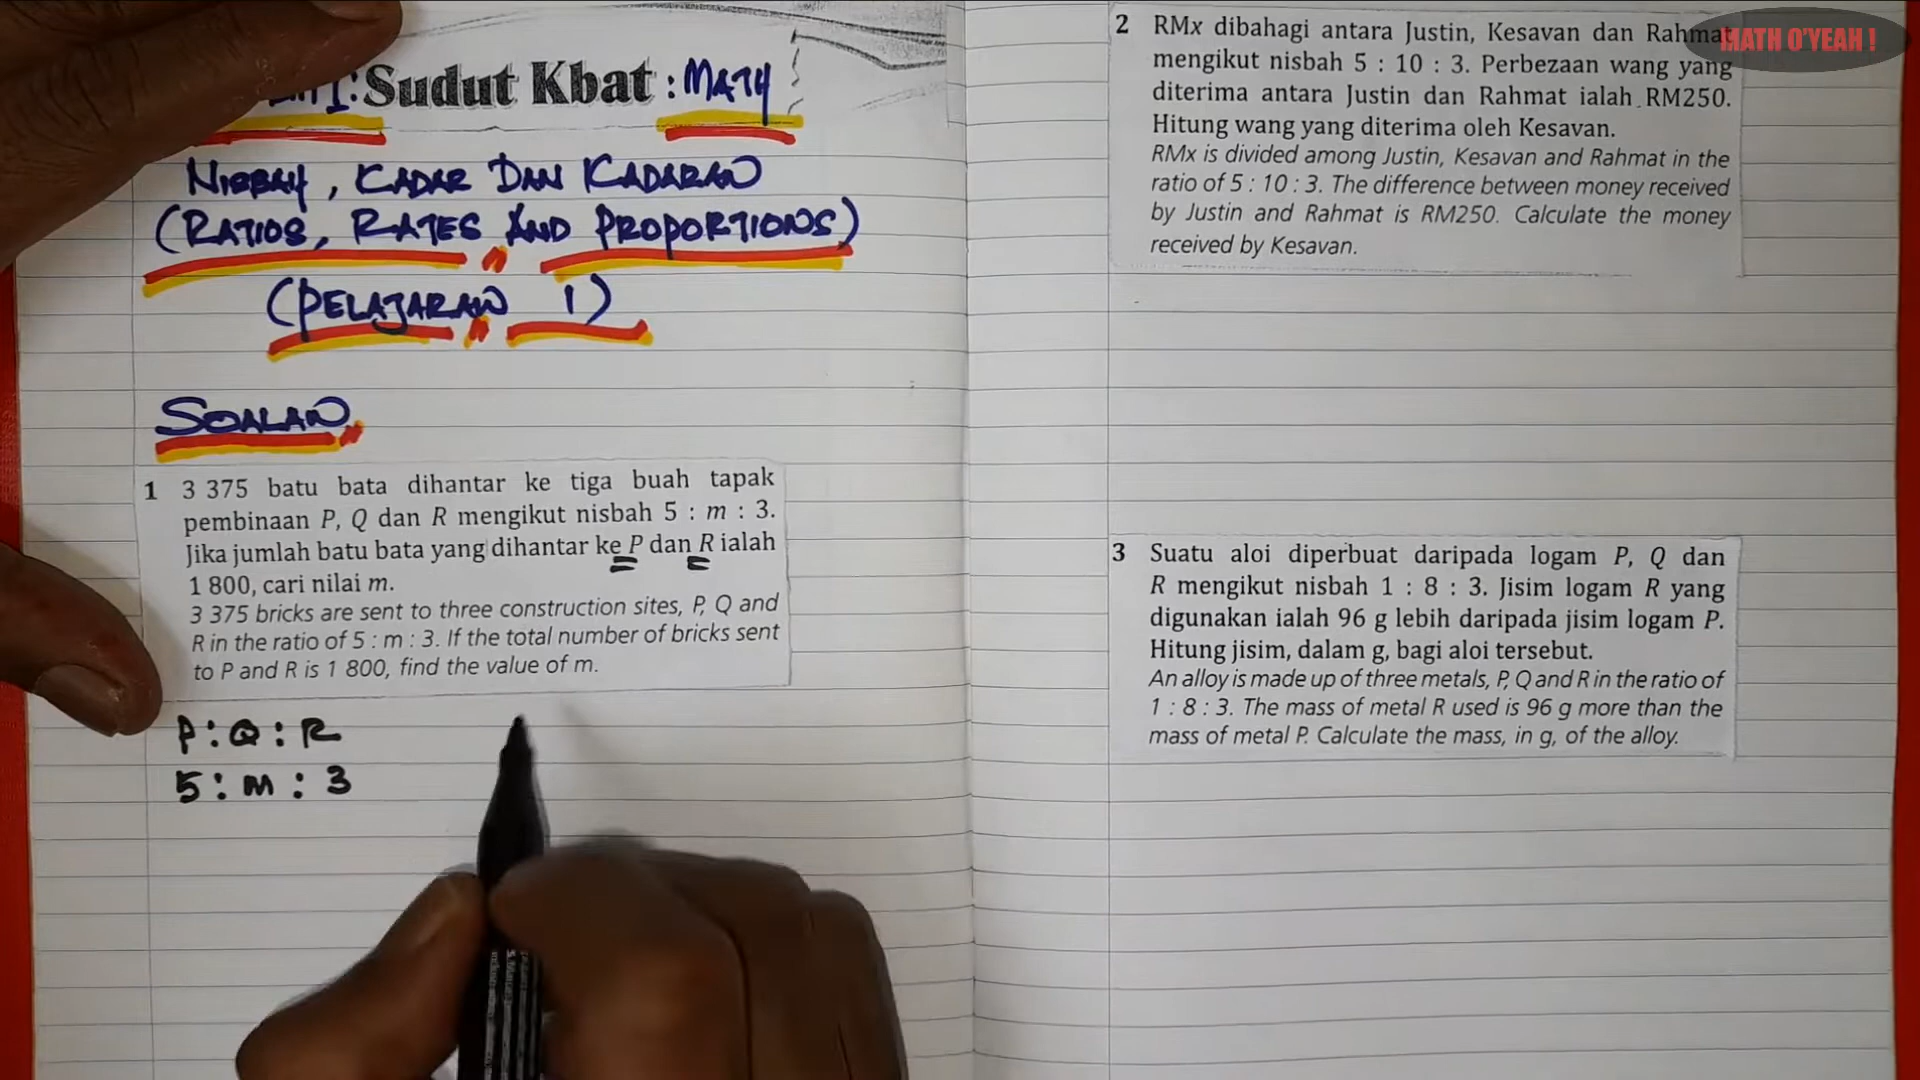 : Sudut Kbat : MATH
NISBAH, KADAR DAN KADARAN
(RATIOS, RATES AND PROPORTIONS)
(PELAJARAN 1)
SOALAN
1 3 375 batu bata dihantar ke tiga buah tapak
pembinaan P, Q dan R mengikut nisbah 5 : m : 3.
Jika jumlah batu bata yang dihantar ke P dan R ialah
1 800, cari nilai m.
3 375 bricks are sent to three construction sites, P, Q and
R in the ratio of 5 : m : 3. If the total number of bricks sent
to P and R is 1 800, find the value of m.
P : Q : R
5 : m : 3
2 RMx dibahagi antara Justin, Kesavan dan Rahmat
mengikut nisbah 5 : 10 : 3. Perbezaan wang yang
diterima antara Justin dan Rahmat ialah RM250.
Hitung wang yang diterima oleh Kesavan.
RMx is divided among Justin, Kesavan and Rahmat in the
ratio of 5 : 10 : 3. The difference between money received
by Justin and Rahmat is RM250. Calculate the money
received by Kesavan.
3 Suatu aloi diperbuat daripada logam P, Q dan
R mengikut nisbah 1 : 8 : 3. Jisim logam R yang
digunakan ialah 96 g lebih daripada jisim logam P.
Hitung jisim, dalam g, bagi aloi tersebut.
An alloy is made up of three metals, P, Q and R in the ratio of
1 : 8 : 3. The mass of metal R used is 96 g more than the
mass of metal P. Calculate the mass, in g, of the alloy.
MATH O'YEAH !